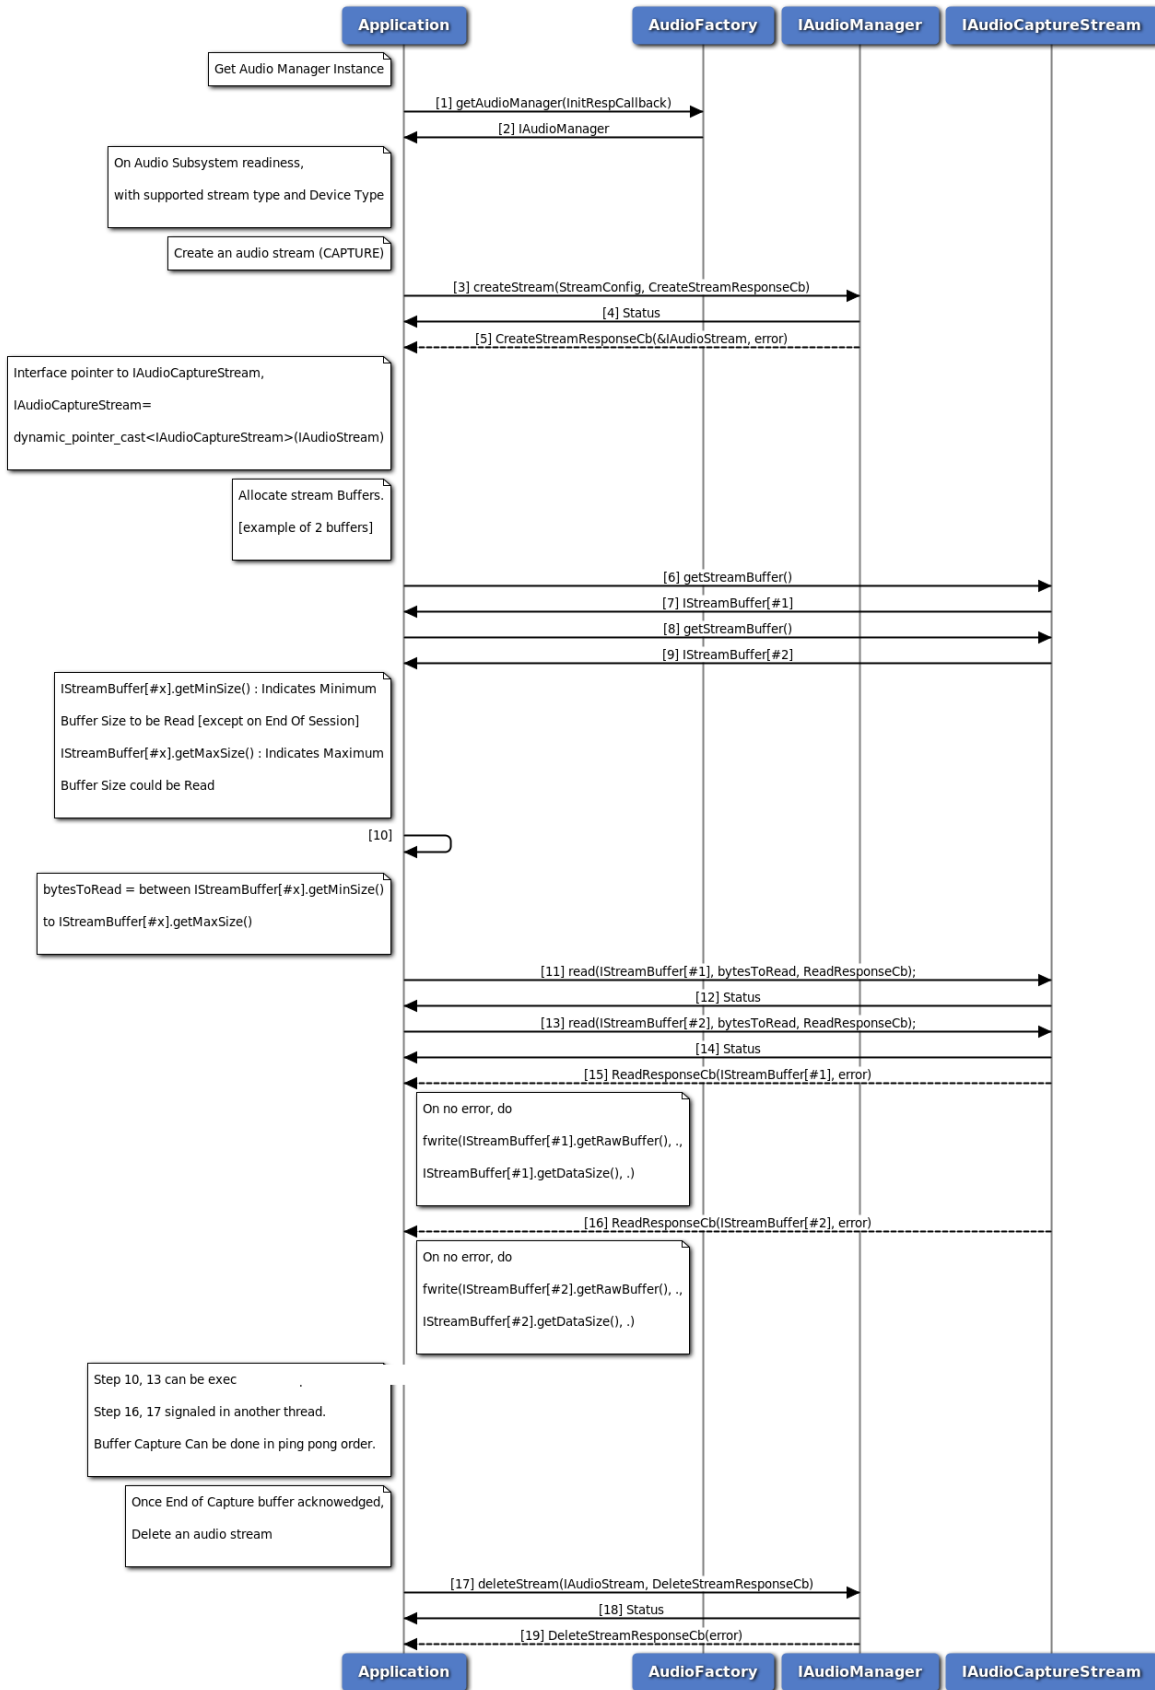 Application AudioFactory IAudioManager IAudioCaptureStream
Get Audio Manager Instance
[1] getAudioManager(InitRespCallback)
[2] IAudioManager
On Audio Subsystem readiness,
with supported stream type and Device Type
Create an audio stream (CAPTURE)
[3] createStream(StreamConfig, CreateStreamResponseCb)
[4] Status
[5] CreateStreamResponseCb(&IAudioStream, error)
Interface pointer to IAudioCaptureStream,
IAudioCaptureStream=
dynamic_pointer_cast<IAudioCaptureStream>(IAudioStream)
Allocate stream Buffers.
[example of 2 buffers]
[6] getStreamBuffer()
[7] IStreamBuffer[#1]
[8] getStreamBuffer()
[9] IStreamBuffer[#2]
IStreamBuffer[#x].getMinSize() : Indicates Minimum
Buffer Size to be Read [except on End Of Session]
IStreamBuffer[#x].getMaxSize() : Indicates Maximum
Buffer Size could be Read
[10]
bytesToRead = between IStreamBuffer[#x].getMinSize()
to IStreamBuffer[#x].getMaxSize()
[11] read(IStreamBuffer[#1], bytesToRead, ReadResponseCb);
[12] Status
[13] read(IStreamBuffer[#2], bytesToRead, ReadResponseCb);
[14] Status
[15] ReadResponseCb(IStreamBuffer[#1], error)
On no error, do
fwrite(IStreamBuffer[#1].getRawBuffer(), .,
IStreamBuffer[#1].getDataSize(), .)
[16] ReadResponseCb(IStreamBuffer[#2], error)
On no error, do
fwrite(IStreamBuffer[#2].getRawBuffer(), .,
IStreamBuffer[#2].getDataSize(), .)
Step 10, 13 can be exec
Step 16, 17 signaled in another thread.
Buffer Capture Can be done in ping pong order.
Once End of Capture buffer acknowedged,
Delete an audio stream
[17] deleteStream(IAudioStream, DeleteStreamResponseCb)
[18] Status
[19] DeleteStreamResponseCb(error)
Application AudioFactory IAudioManager IAudioCaptureStream